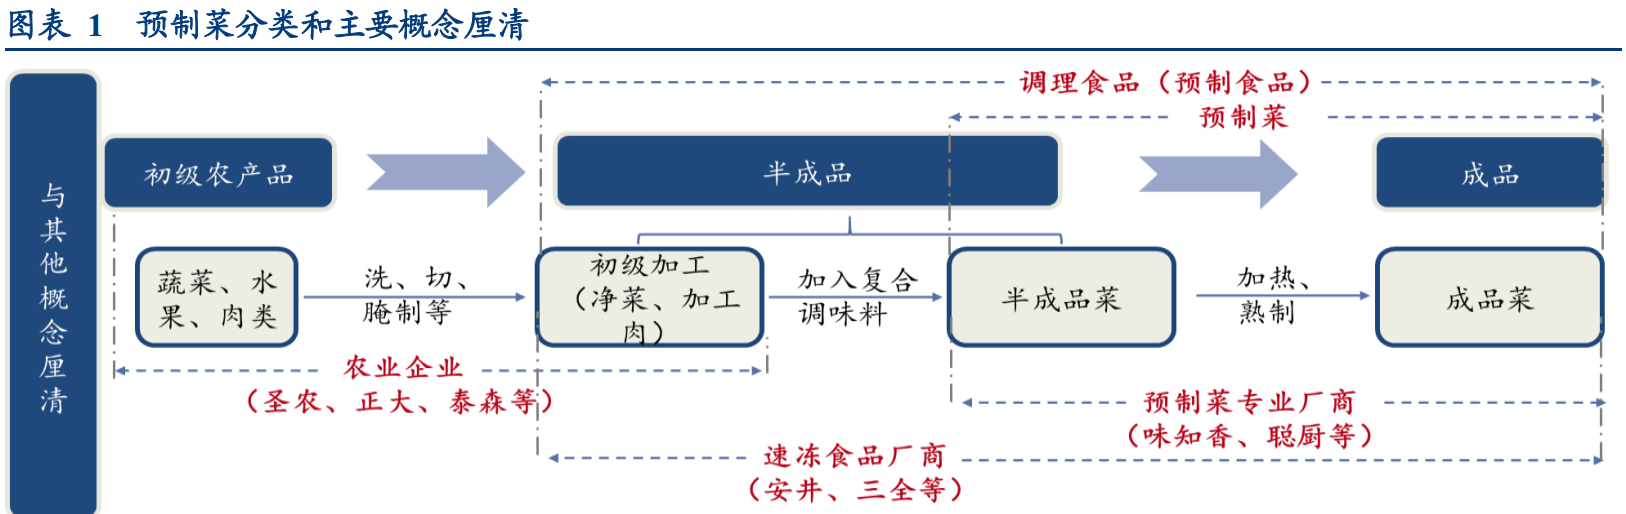 图表 1 预制菜分类和主要概念厘清
与其他概念厘清
调理食品（预制食品）
预制菜
初级农产品
半成品
成品
蔬菜、水
果、肉类
洗、切、
腌制等
初级加工
（净菜、加工
肉）
加入复合
调味料
半成品菜
加热、
熟制
成品菜
农业企业
（圣农、正大、泰森等）
预制菜专业厂商
（味知香、聪厨等）
速冻食品厂商
（安井、三全等）